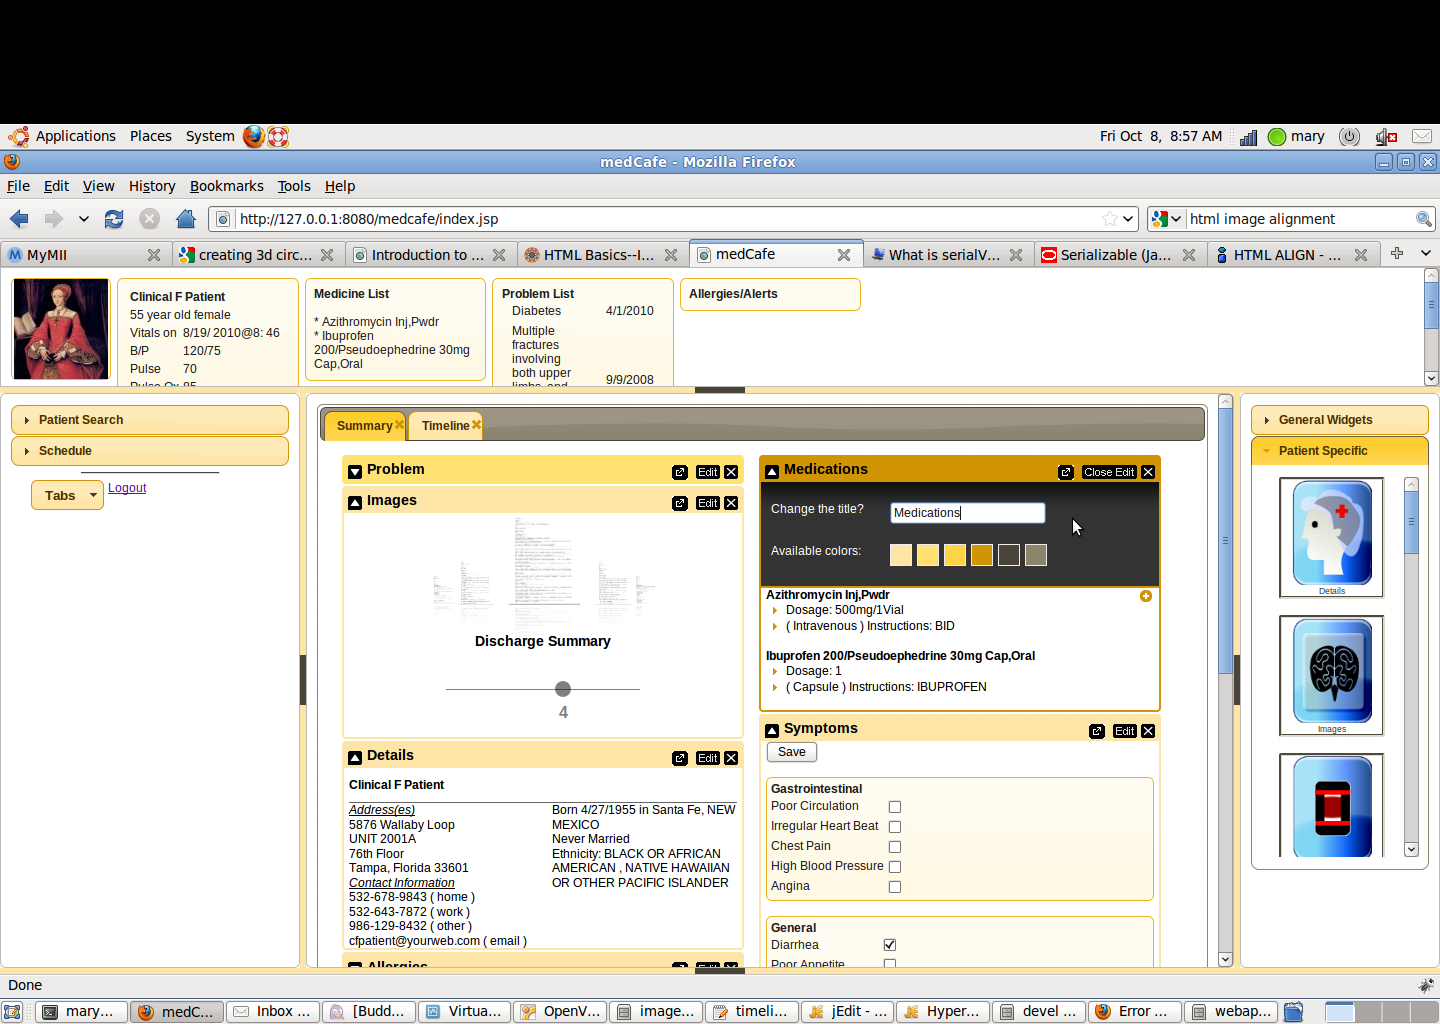 Applications Places System
Fri Oct 8, 8:57 AM mary
medCafe - Mozilla Firefox
File Edit View History Bookmarks Tools Help
http://127.0.0.1:8080/medcafe/index.jsp
html image alignment
MyMII
creating 3d circ...
Introduction to ...
HTML Basics--I...
medCafe
What is serialV...
Serializable (Ja...
HTML ALIGN - ...
Clinical F Patient
55 year old female
Vitals on 8/19/ 2010@8: 46
B/P 120/75
Pulse 70
Pulse Ox 85
Medicine List
* Azithromycin Inj,Pwdr
* Ibuprofen
200/Pseudoephedrine 30mg
Cap,Oral
Problem List
Diabetes 4/1/2010
Multiple
fractures
involving
both upper
limbs, and 9/9/2008
Allergies/Alerts
Patient Search
Schedule
Tabs
Logout
Summary
Timeline
Problem
Edit
Images
Edit
Discharge Summary
4
Details
Edit
Clinical F Patient
Address(es)
5876 Wallaby Loop
UNIT 2001A
76th Floor
Tampa, Florida 33601
Contact Information
532-678-9843 ( home )
532-643-7872 ( work )
986-129-8432 ( other )
cfpatient@yourweb.com ( email )
Born 4/27/1955 in Santa Fe, NEW
MEXICO
Never Married
Ethnicity: BLACK OR AFRICAN
AMERICAN , NATIVE HAWAIIAN
OR OTHER PACIFIC ISLANDER
Allergies
Edit
Medications
Close Edit
Change the title?
Medications
Available colors:
Azithromycin Inj,Pwdr
Dosage: 500mg/1Vial
( Intravenous ) Instructions: BID
Ibuprofen 200/Pseudoephedrine 30mg Cap,Oral
Dosage: 1
( Capsule ) Instructions: IBUPROFEN
Symptoms
Edit
Save
Gastrointestinal
Poor Circulation
Irregular Heart Beat
Chest Pain
High Blood Pressure
Angina
General
Diarrhea
Poor Appetite
General Widgets
Patient Specific
Details
Images
Done
mary...
medC...
Inbox ...
[Budd...
Virtua...
OpenV...
image...
timeli...
jEdit - ...
Hyper...
devel ...
Error ...
webap...